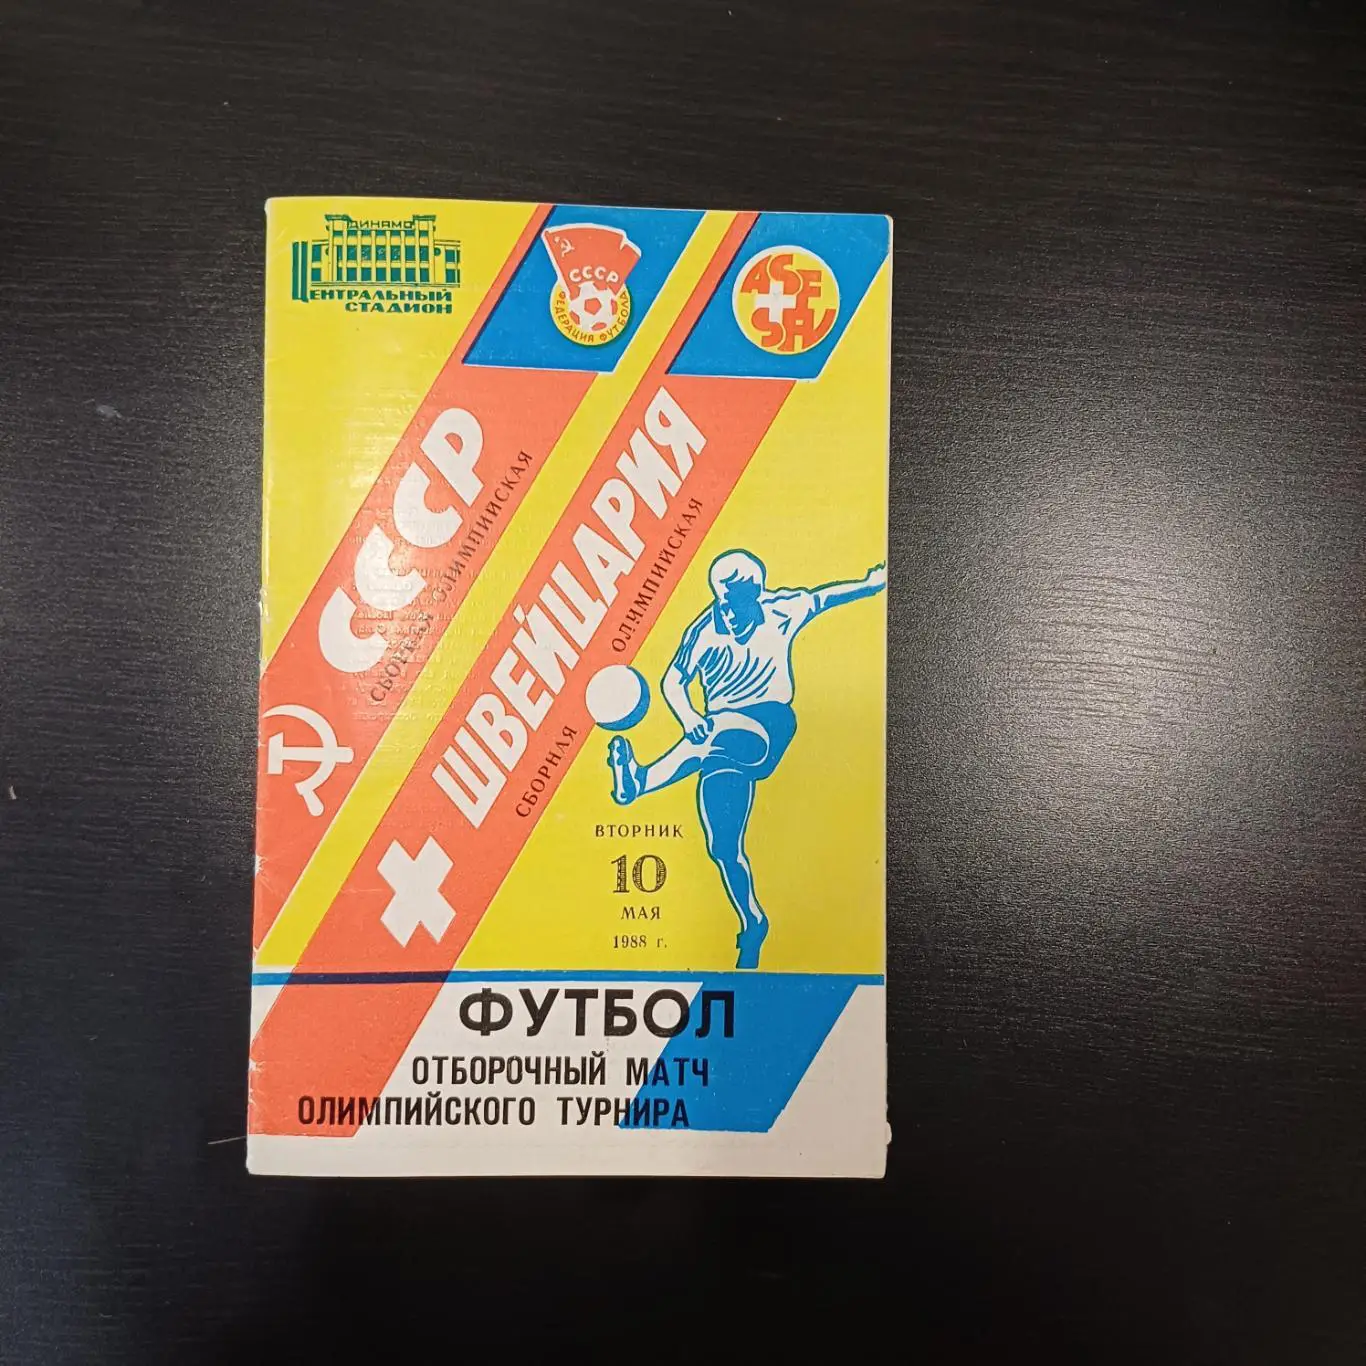 ДИНАМО
ЦЕНТРАЛЬНЫЙ
СТАДИОН
СССР
ФЕДЕРАЦИЯ ФУТБОЛА
ASF
SFV
СССР
СБОРНАЯ ОЛИМПИЙСКАЯ
ШВЕЙЦАРИЯ
СБОРНАЯ ОЛИМПИЙСКАЯ
ВТОРНИК
10
МАЯ
1988 г.
ФУТБОЛ
ОТБОРОЧНЫЙ МАТЧ
ОЛИМПИЙСКОГО ТУРНИРА